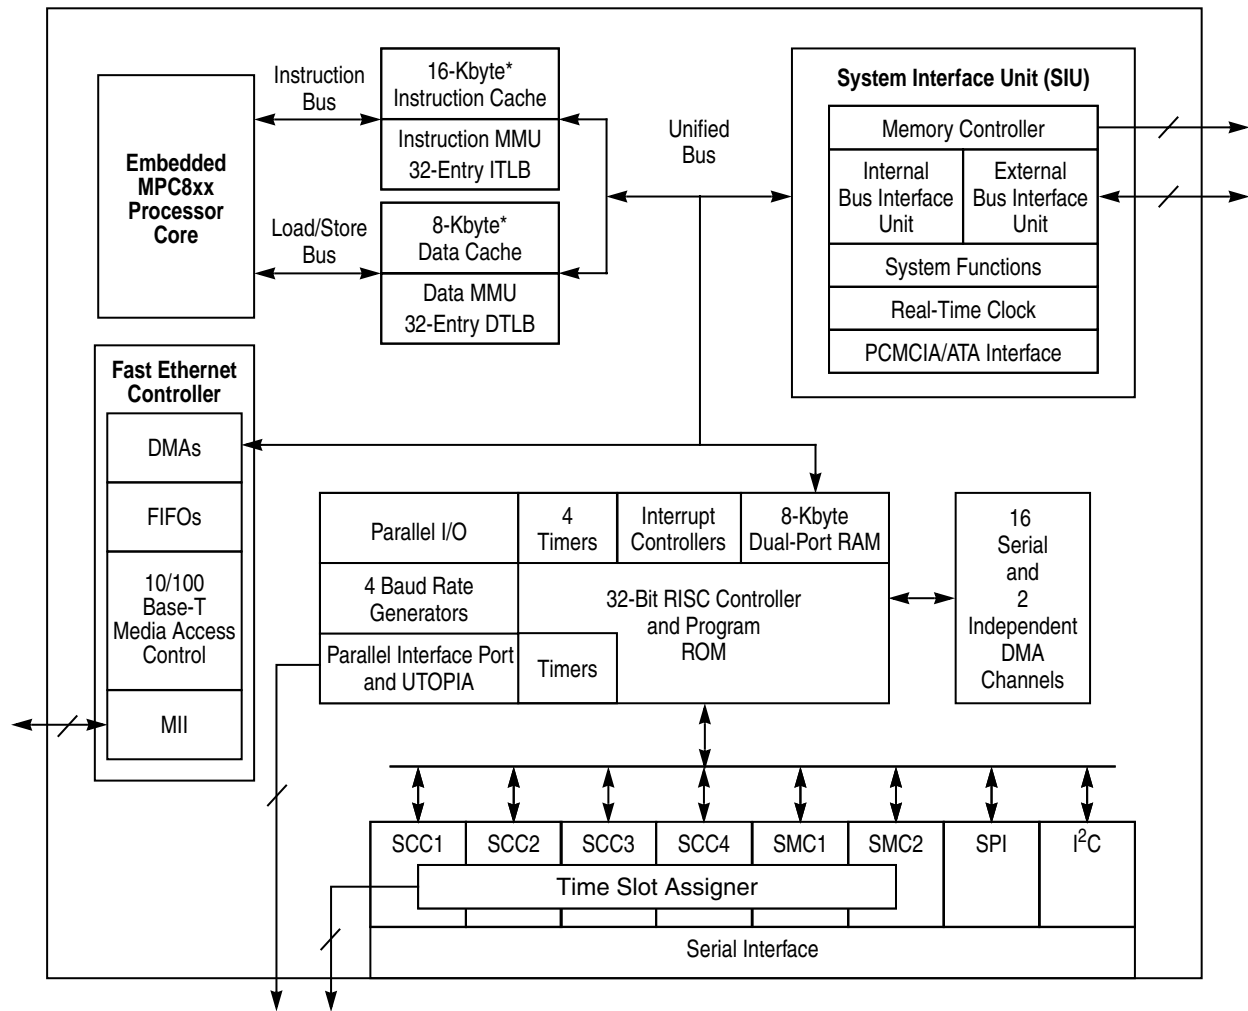 Instruction
Bus
16-Kbyte*
Instruction Cache
Instruction MMU
32-Entry ITLB
Embedded
MPC8xx
Processor
Core
Load/Store
Bus
8-Kbyte*
Data Cache
Data MMU
32-Entry DTLB
Unified
Bus
System Interface Unit (SIU)
Memory Controller
Internal
Bus Interface
Unit
External
Bus Interface
Unit
System Functions
Real-Time Clock
PCMCIA/ATA Interface
Fast Ethernet
Controller
DMAs
FIFOs
10/100
Base-T
Media Access
Control
MII
Parallel I/O
4
Timers
Interrupt
Controllers
8-Kbyte
Dual-Port RAM
4 Baud Rate
Generators
32-Bit RISC Controller
and Program
ROM
Parallel Interface Port
and UTOPIA
Timers
16
Serial
and
2
Independent
DMA
Channels
SCC1
SCC2
SCC3
SCC4
SMC1
SMC2
SPI
I²C
Time Slot Assigner
Serial Interface